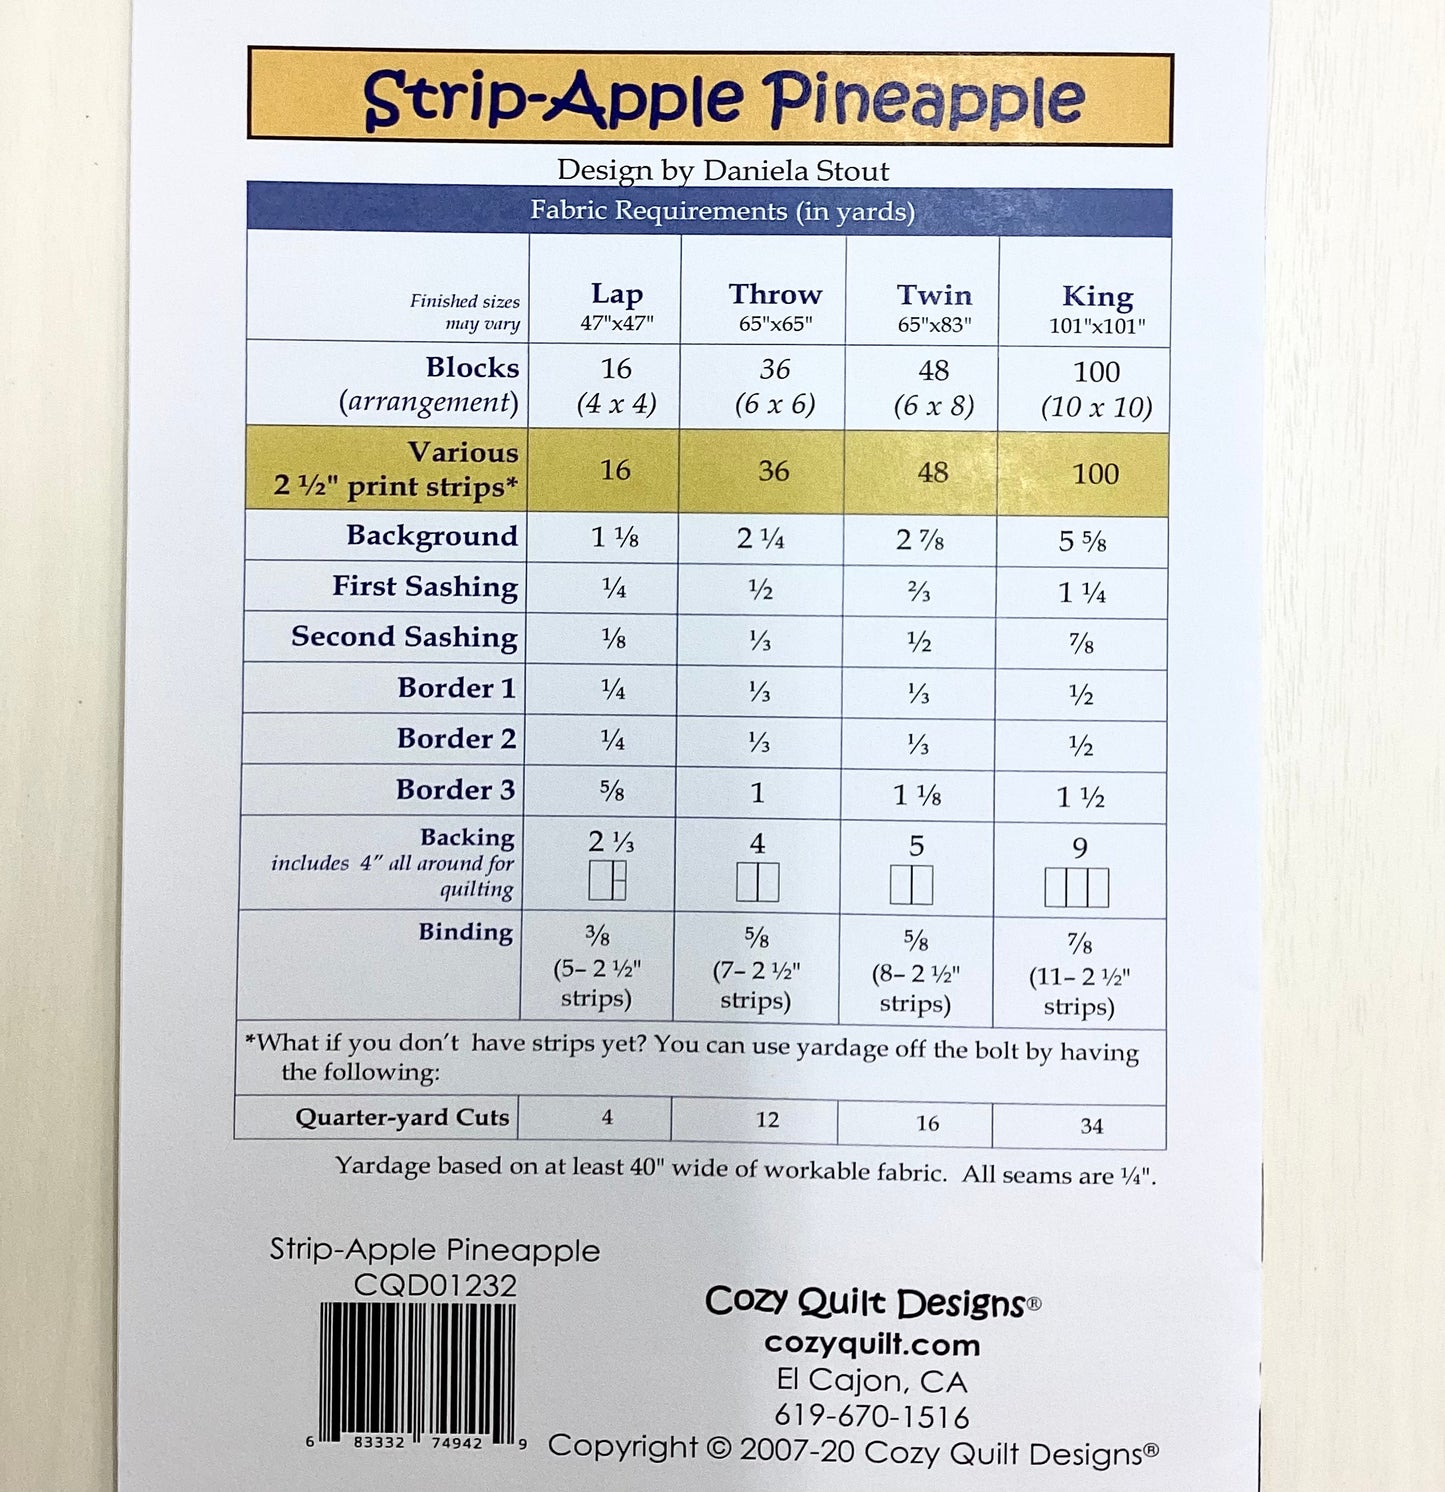 Strip-Apple Pineapple
Design by Daniela Stout
Fabric Requirements (in yards)
Finished sizes may vary | Lap 47"x47" | Throw 65"x65" | Twin 65"x83" | King 101"x101"
Blocks (arrangement) | 16 (4 x 4) | 36 (6 x 6) | 48 (6 x 8) | 100 (10 x 10)
Various 2 ½" print strips* | 16 | 36 | 48 | 100
Background | 1 ⅛ | 2 ¼ | 2 ⅞ | 5 ⅝
First Sashing | ¼ | ½ | ⅔ | 1 ¼
Second Sashing | ⅛ | ⅓ | ½ | ⅞
Border 1 | ¼ | ⅓ | ⅓ | ½
Border 2 | ¼ | ⅓ | ⅓ | ½
Border 3 | ⅝ | 1 | 1 ⅛ | 1 ½
Backing includes 4" all around for quilting | 2 ⅓ | 4 | 5 | 9
Binding | ⅜ (5– 2 ½" strips) | ⅝ (7– 2 ½" strips) | ⅝ (8– 2 ½" strips) | ⅞ (11– 2 ½" strips)
*What if you don't have strips yet? You can use yardage off the bolt by having
the following:
Quarter-yard Cuts | 4 | 12 | 16 | 34
Yardage based on at least 40" wide of workable fabric. All seams are ¼".
Strip-Apple Pineapple
CQD01232
6 83332 74942 9
Cozy Quilt Designs®
cozyquilt.com
El Cajon, CA
619-670-1516
Copyright © 2007-20 Cozy Quilt Designs®